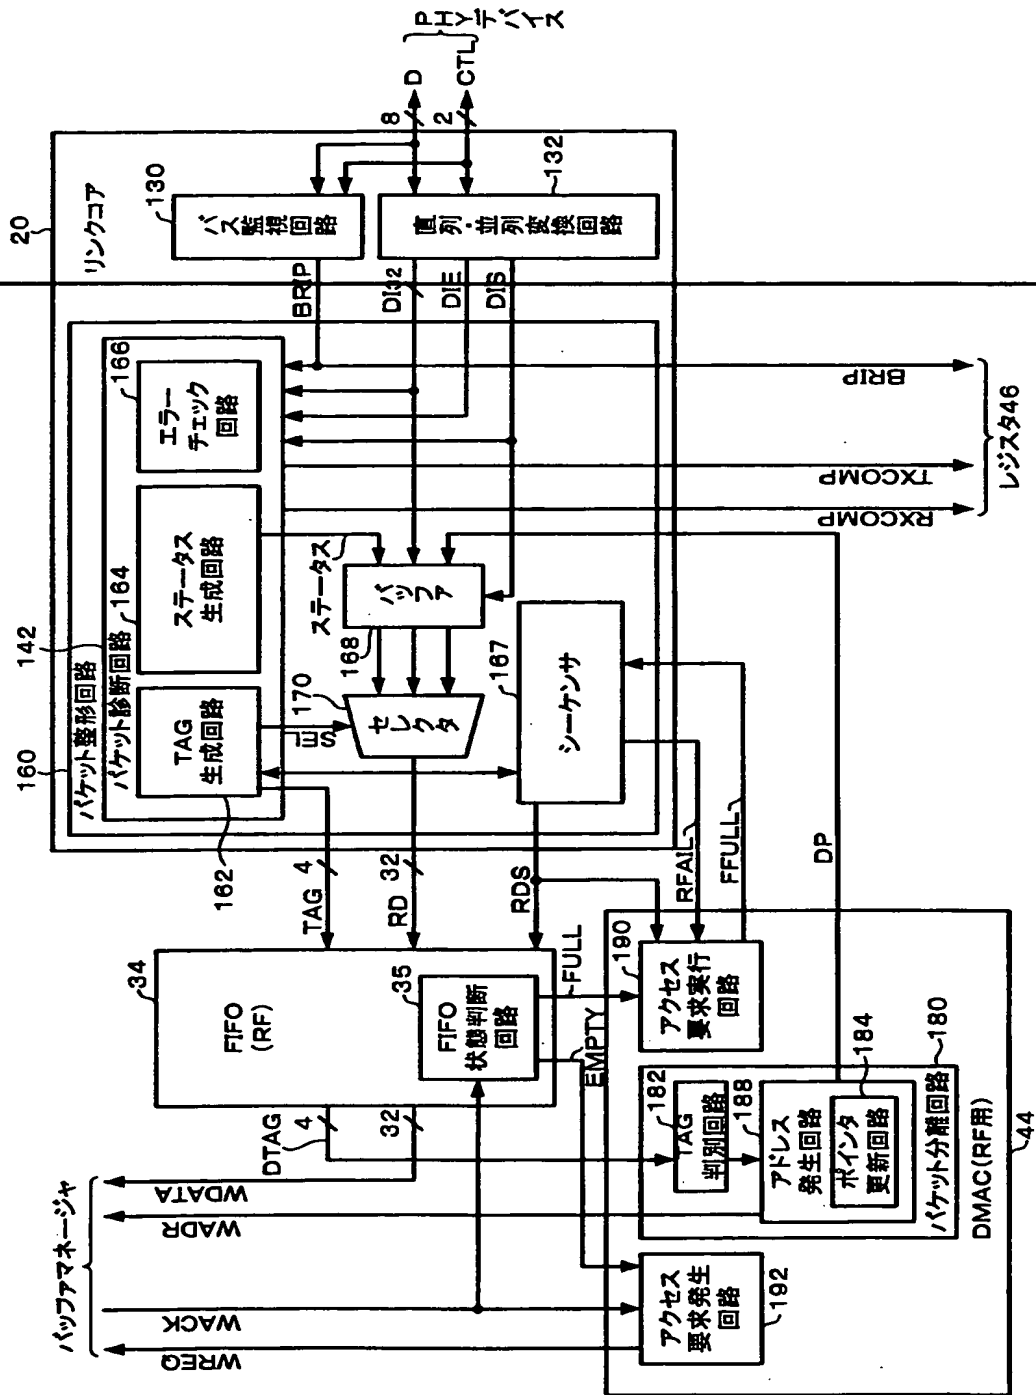 PHYデバイス
D
CTL
8
2
20
リンクコア
130
バス
監視回路
132
直列・並列変換回路
BRIP
DI32
DIE
DIS
160
パケット整形回路
142
パケット診断回路
166
エラー
チェック
回路
164
ステータス
生成回路
TAG
生成回路
162
ステータス
バッファ
168
SEL
170
セレクタ
167
シーケンサ
BRIP
TXCOMP
RXCOMP
レジスタ46
4
TAG
32
RD
RDS
RFAIL
FFULL
DP
34
FIFO
(RF)
35
FIFO
状態判断
回路
FULL
EMPTY
190
アクセス
要求実行
回路
182
TAG
判別回路
188
アドレス
発生回路
184
ポインタ
更新回路
パケット分離回路
180
DMAC(RF用)
44
192
アクセス
要求発生
回路
4
DTAG
32
WDATA
WADR
WACK
WREQ
バッファマネージャ